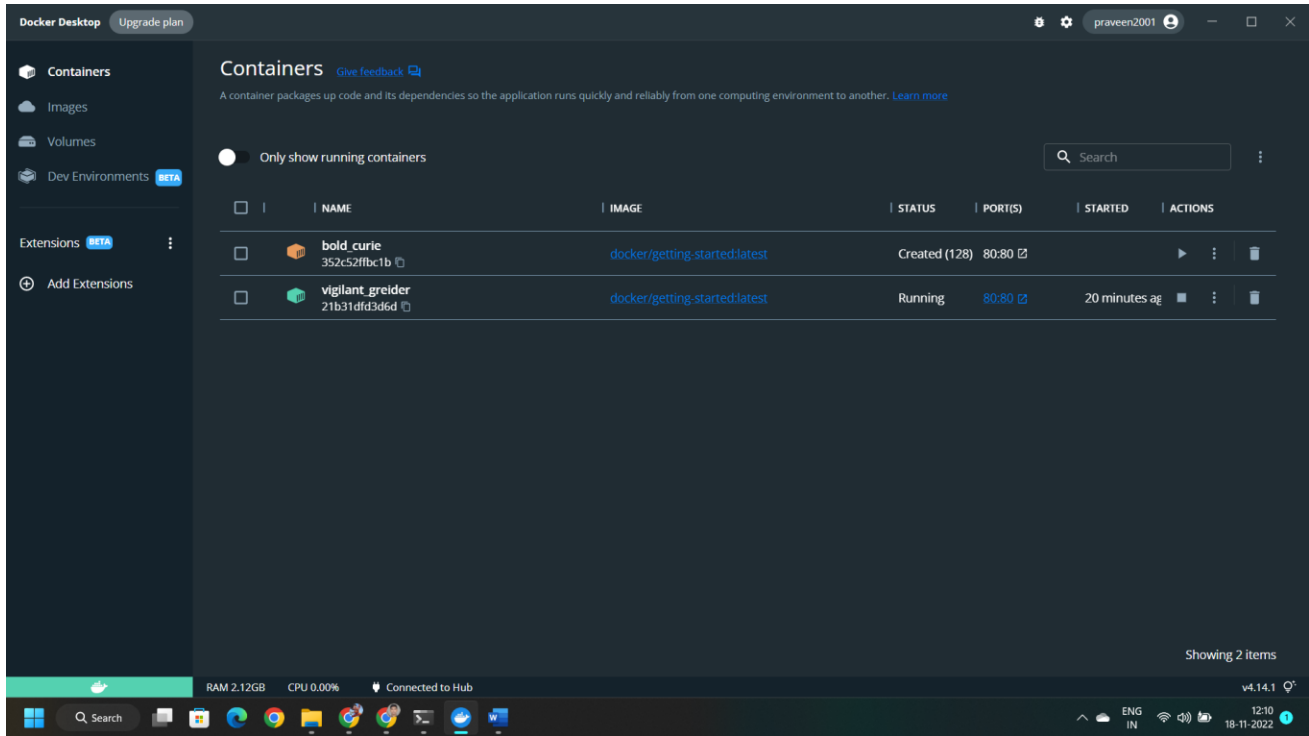 Docker Desktop Upgrade plan praveen2001
Containers
Images
Volumes
Dev Environments BETA
Extensions BETA
Add Extensions
Containers Give feedback
A container packages up code and its dependencies so the application runs quickly and reliably from one computing environment to another. Learn more
Only show running containers
Search
NAME IMAGE STATUS PORT(S) STARTED ACTIONS
bold_curie
352c52ffbc1b
docker/getting-started:latest Created (128) 80:80
vigilant_greider
21b31dfd3d6d
docker/getting-started:latest Running 80:80 20 minutes ag
Showing 2 items
RAM 2.12GB CPU 0.00% Connected to Hub v4.14.1
Search
ENG
IN
12:10
18-11-2022
1